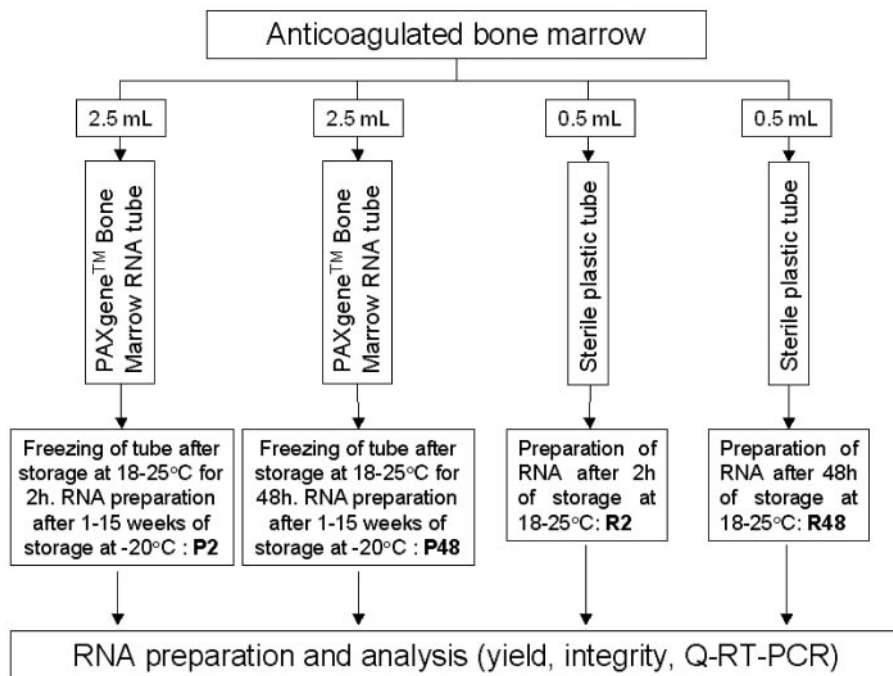 Anticoagulated bone marrow
2.5 mL
2.5 mL
0.5 mL
0.5 mL
PAXgene™ Bone
Marrow RNA tube
PAXgene™ Bone
Marrow RNA tube
Sterile plastic tube
Sterile plastic tube
Freezing of tube after
storage at 18-25°C for
2h. RNA preparation
after 1-15 weeks of
storage at -20°C : P2
Freezing of tube after
storage at 18-25°C for
48h. RNA preparation
after 1-15 weeks of
storage at -20°C : P48
Preparation of
RNA after 2h
of storage at
18-25°C: R2
Preparation of
RNA after 48h
of storage at
18-25°C: R48
RNA preparation and analysis (yield, integrity, Q-RT-PCR)